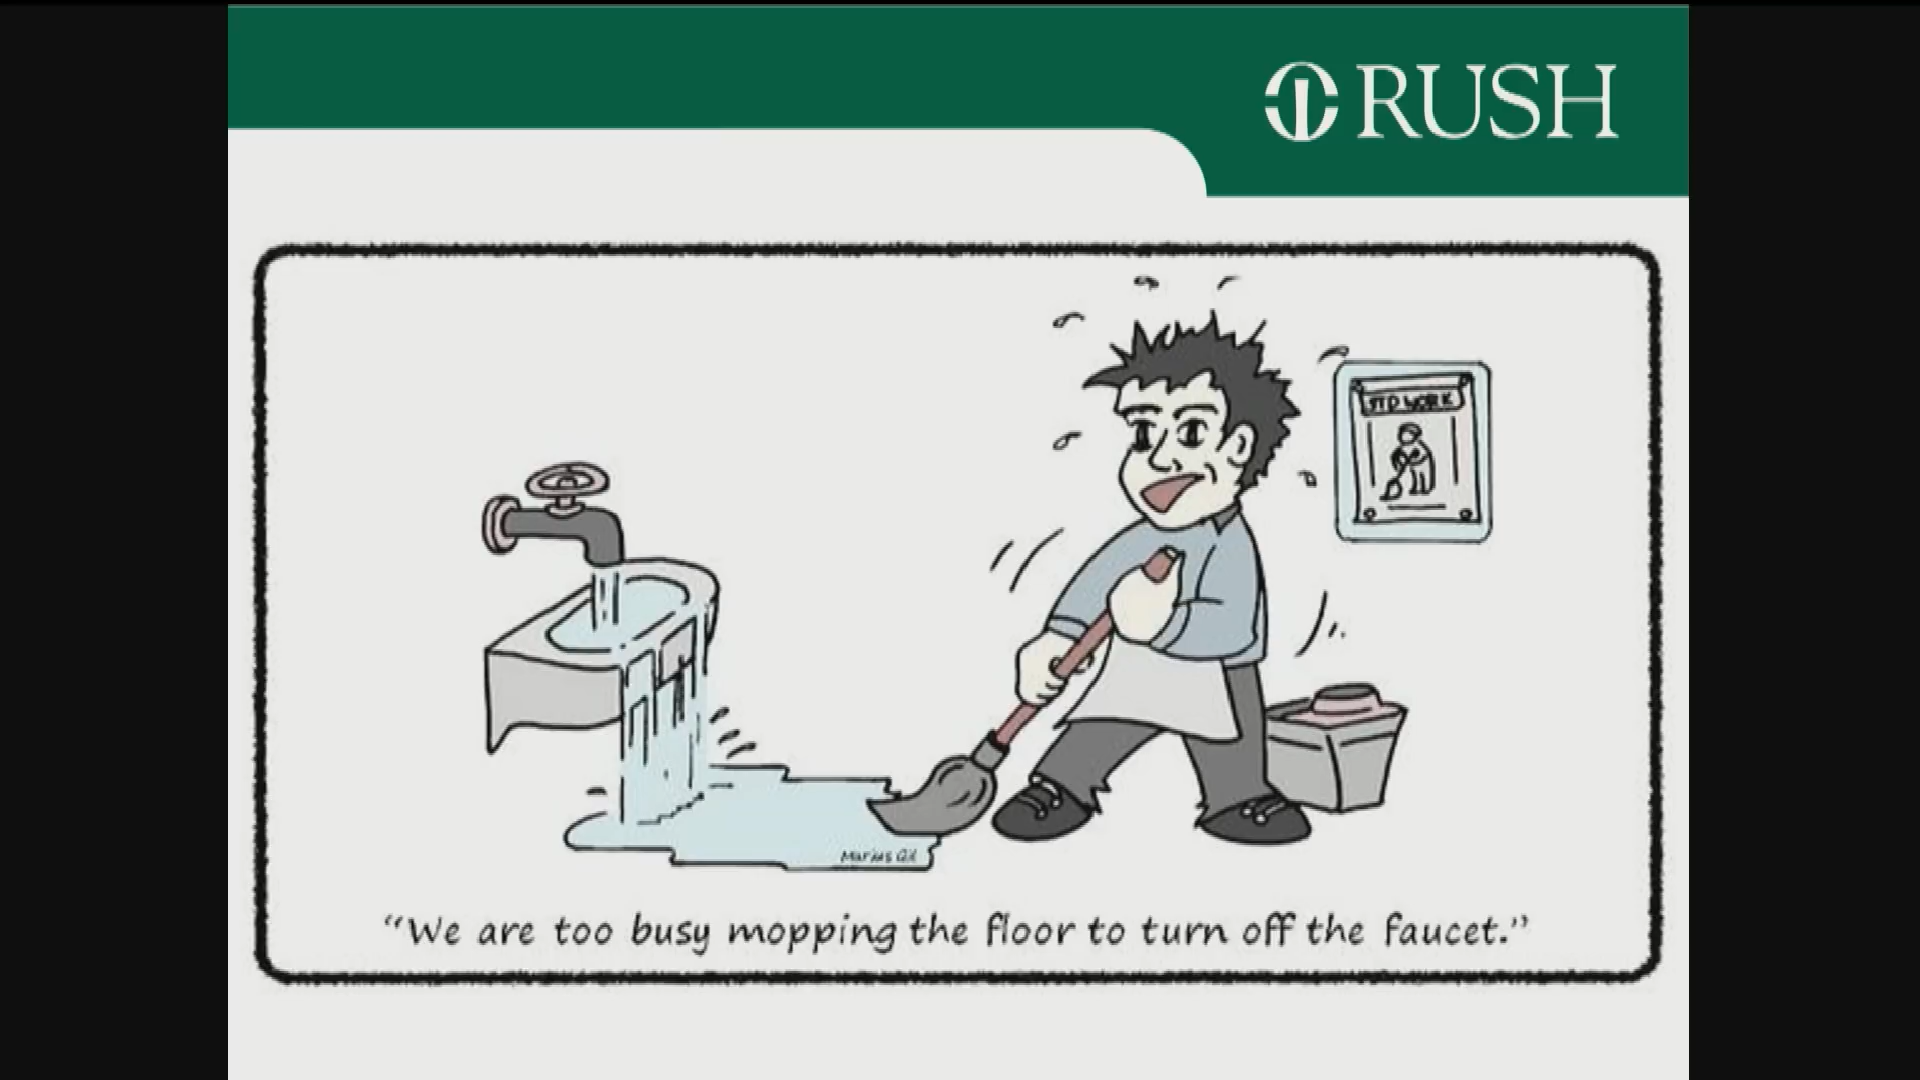 RUSH
STD WORK
Marius Gil
“We are too busy mopping the floor to turn off the faucet.”